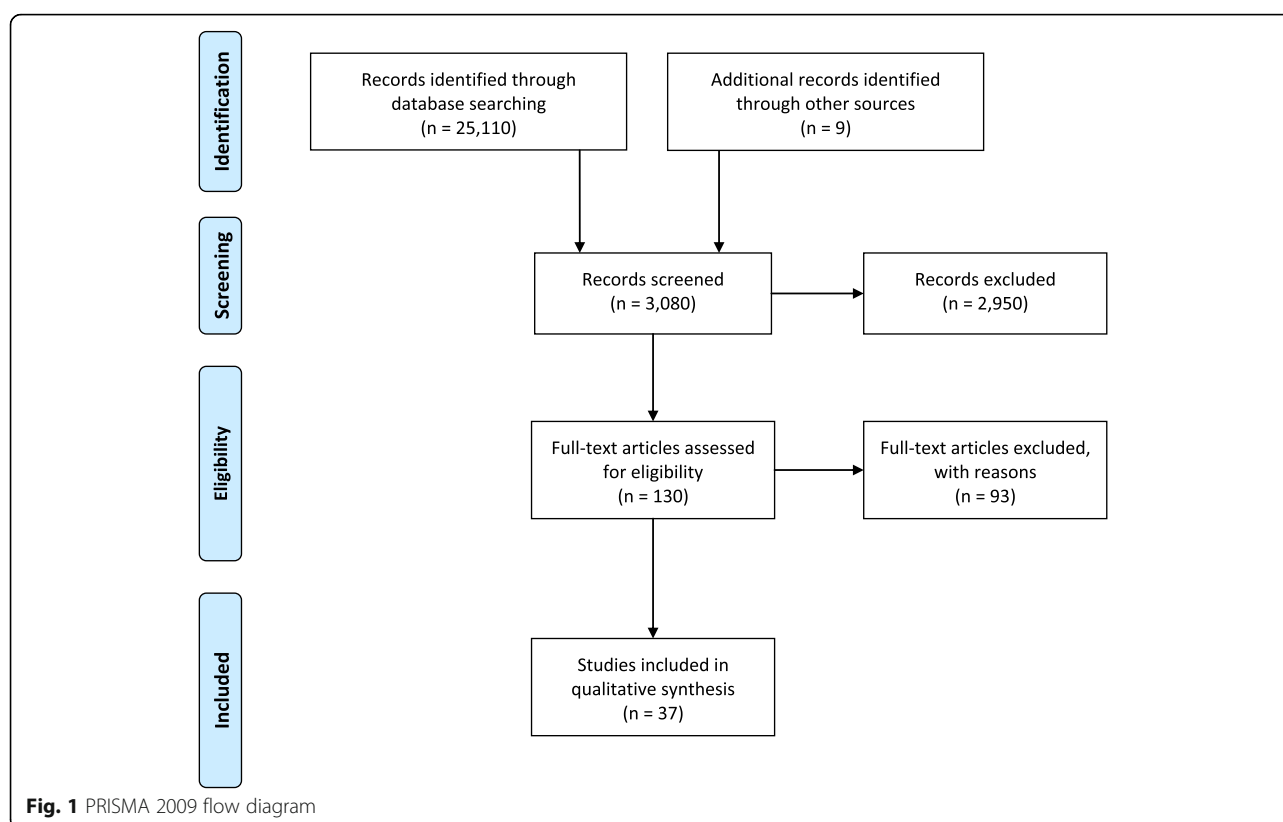 Identification
Records identified through
database searching
(n = 25,110)
Additional records identified
through other sources
(n = 9)
Screening
Records screened
(n = 3,080)
Records excluded
(n = 2,950)
Eligibility
Full-text articles assessed
for eligibility
(n = 130)
Full-text articles excluded,
with reasons
(n = 93)
Included
Studies included in
qualitative synthesis
(n = 37)
Fig. 1 PRISMA 2009 flow diagram